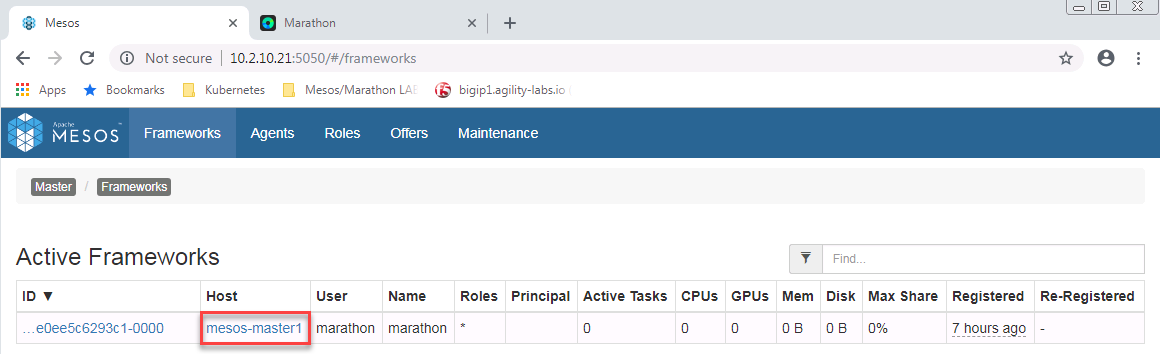 Mesos
Marathon
Not secure 10.2.10.21:5050/#/frameworks
Apps Bookmarks Kubernetes Mesos/Marathon LAB bigip1.agility-labs.io (
Apache
MESOS™ Frameworks Agents Roles Offers Maintenance
Master / Frameworks
Active Frameworks Find...
ID ▼ Host User Name Roles Principal Active Tasks CPUs GPUs Mem Disk Max Share Registered Re-Registered
…e0ee5c6293c1-0000 mesos-master1 marathon marathon * 0 0 0 0 B 0 B 0% 7 hours ago -